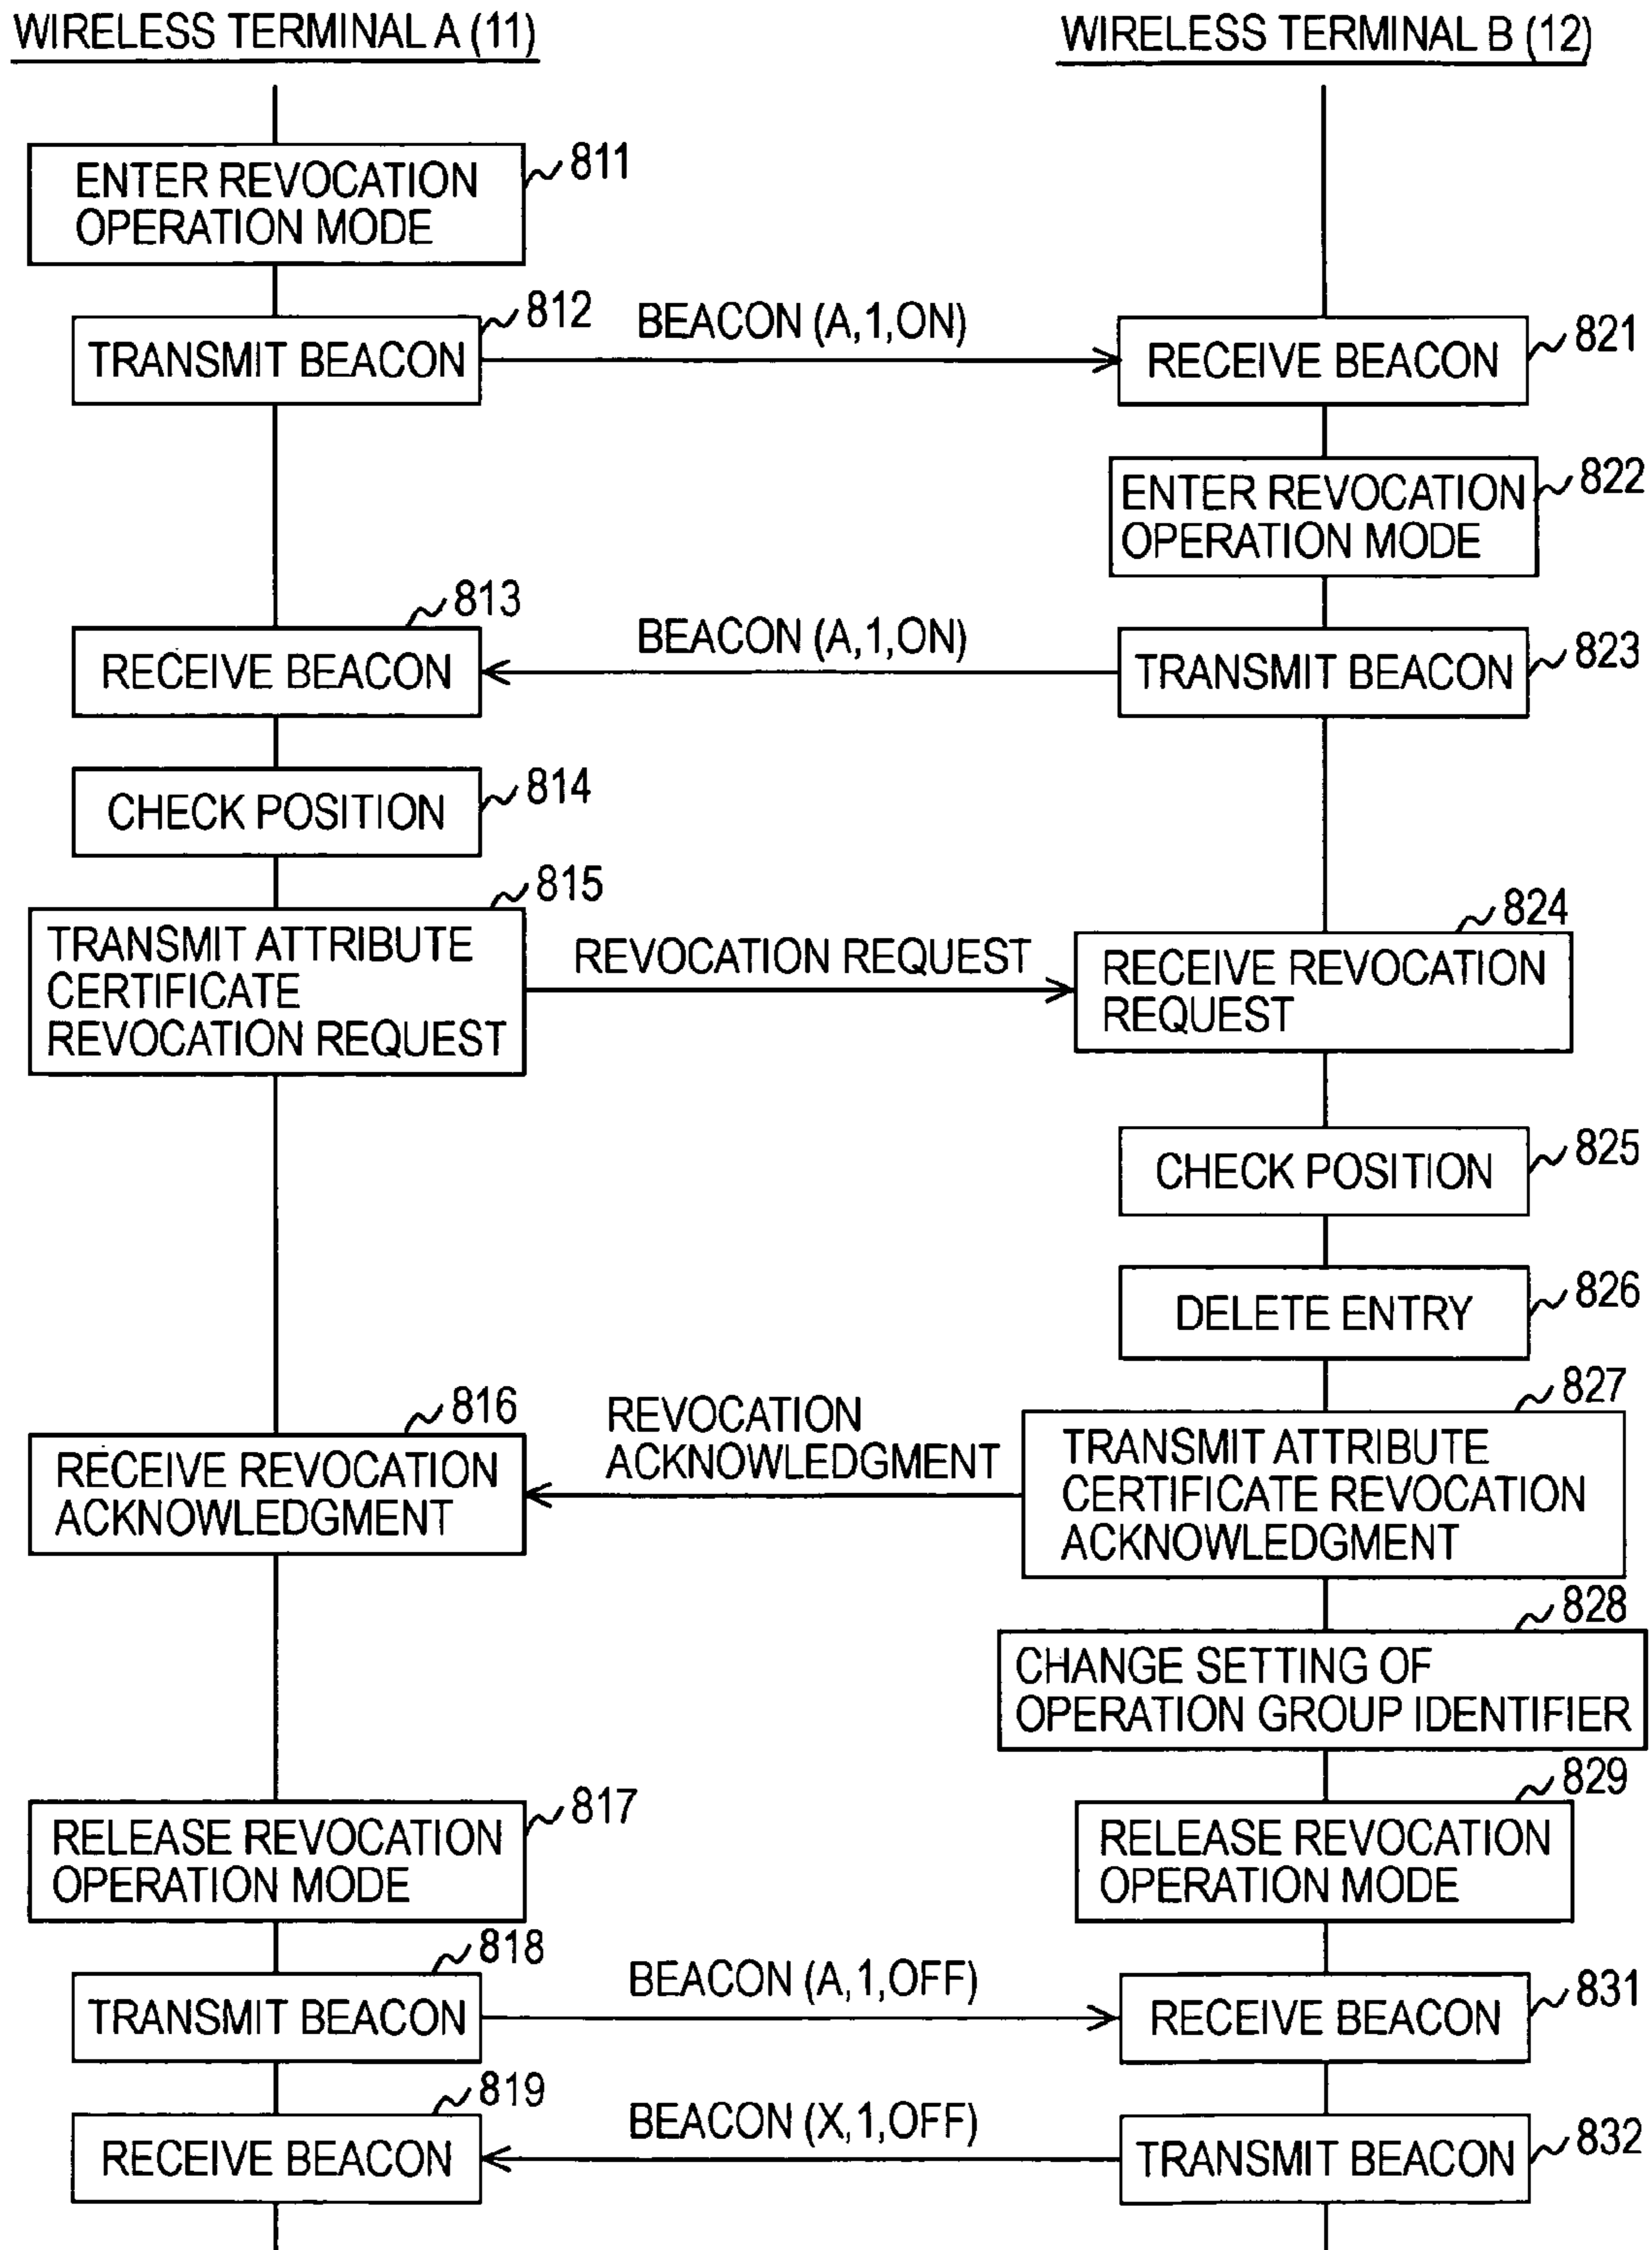 WIRELESS TERMINAL A (11)
WIRELESS TERMINAL B (12)
811
ENTER REVOCATION
OPERATION MODE
812
TRANSMIT BEACON
BEACON (A,1,ON)
821
RECEIVE BEACON
822
ENTER REVOCATION
OPERATION MODE
813
RECEIVE BEACON
BEACON (A,1,ON)
823
TRANSMIT BEACON
814
CHECK POSITION
815
TRANSMIT ATTRIBUTE
CERTIFICATE
REVOCATION REQUEST
REVOCATION REQUEST
824
RECEIVE REVOCATION
REQUEST
825
CHECK POSITION
826
DELETE ENTRY
816
RECEIVE REVOCATION
ACKNOWLEDGMENT
REVOCATION
ACKNOWLEDGMENT
827
TRANSMIT ATTRIBUTE
CERTIFICATE REVOCATION
ACKNOWLEDGMENT
828
CHANGE SETTING OF
OPERATION GROUP IDENTIFIER
817
RELEASE REVOCATION
OPERATION MODE
829
RELEASE REVOCATION
OPERATION MODE
818
TRANSMIT BEACON
BEACON (A,1,OFF)
831
RECEIVE BEACON
819
RECEIVE BEACON
BEACON (X,1,OFF)
832
TRANSMIT BEACON